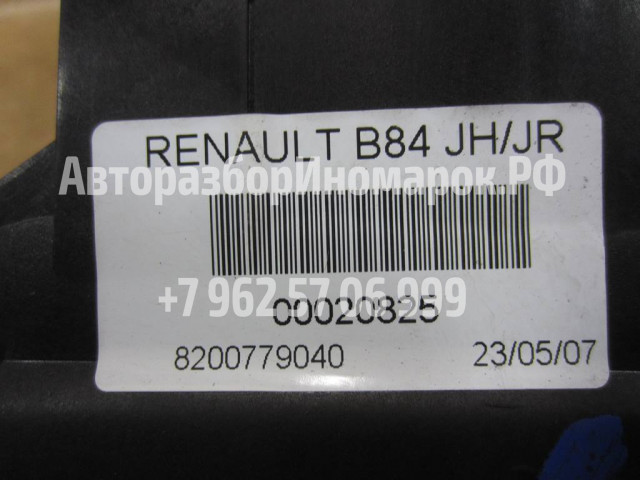 RENAULT B84 JH/JR
АвторазборИномарок.РФ
+7 962 57 06 999
00020825
8200779040 23/05/07